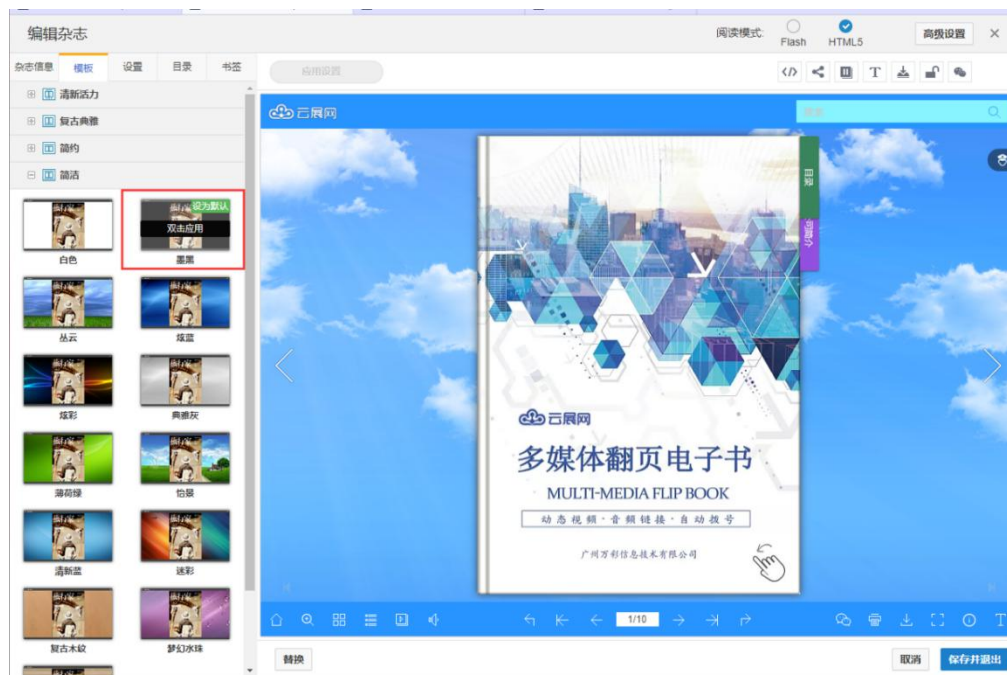 编辑杂志
阅读模式:
Flash
HTML5
高级设置
杂志信息
模板
设置
目录
书签
应用设置
清新活力
复古典雅
简约
简洁
设为默认
双击应用
白色
墨黑
丛云
炫蓝
炫彩
典雅灰
薄荷绿
怡景
清新蓝
迷彩
复古木纹
梦幻水珠
云展网
搜索
目录
云展网
多媒体翻页电子书
MULTI-MEDIA FLIP BOOK
动态视频·音频链接·自动拨号
广州万彩信息技术有限公司
1/10
替换
取消
保存并退出